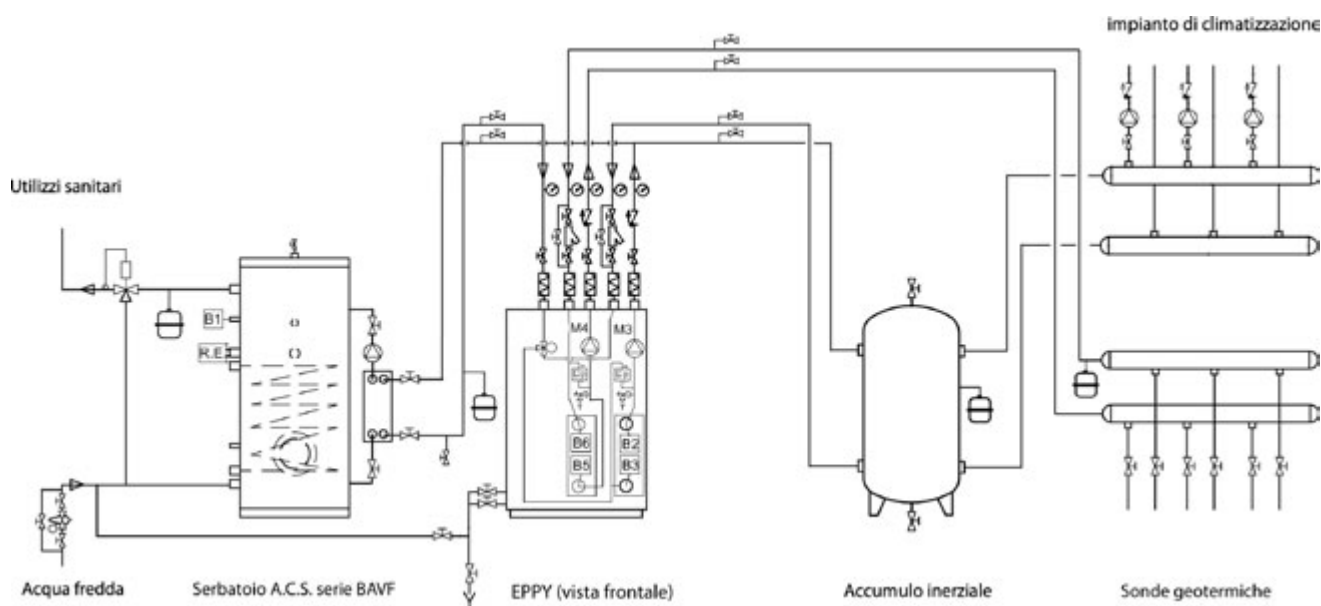 impianto di climatizzazione
Utilizzi sanitari
B1
R.E.
M4
M3
B6
B2
B5
B3
Acqua fredda
Serbatoio A.C.S. serie BAVF
EPPY (vista frontale)
Accumulo inerziale
Sonde geotermiche